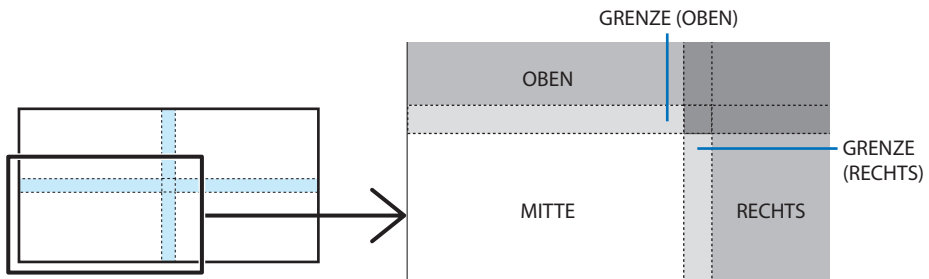 GRENZE (OBEN)
OBEN
GRENZE
(RECHTS)
MITTE
RECHTS